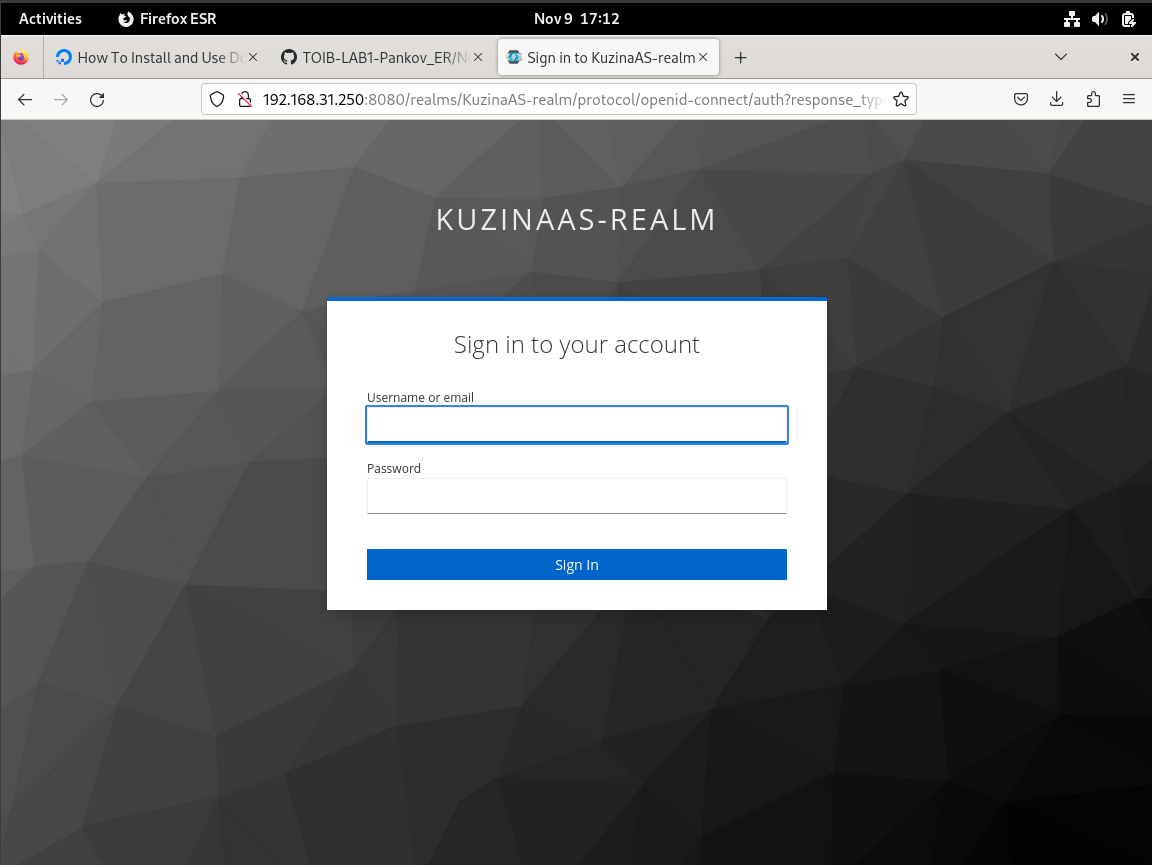 Activities Firefox ESR Nov 9 17:12
How To Install and Use Do TOIB-LAB1-Pankov_ER/N Sign in to KuzinaAS-realm
192.168.31.250:8080/realms/KuzinaAS-realm/protocol/openid-connect/auth?response_typ
KUZINAAS-REALM
Sign in to your account
Username or email
Password
Sign In